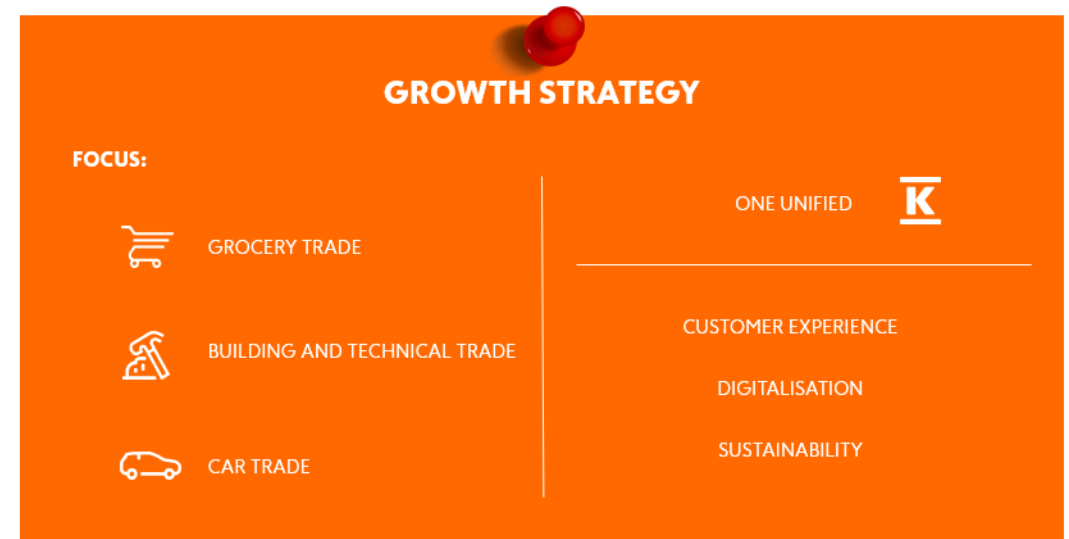 GROWTH STRATEGY
FOCUS:
GROCERY TRADE
BUILDING AND TECHNICAL TRADE
CAR TRADE
ONE UNIFIED K
CUSTOMER EXPERIENCE
DIGITALISATION
SUSTAINABILITY